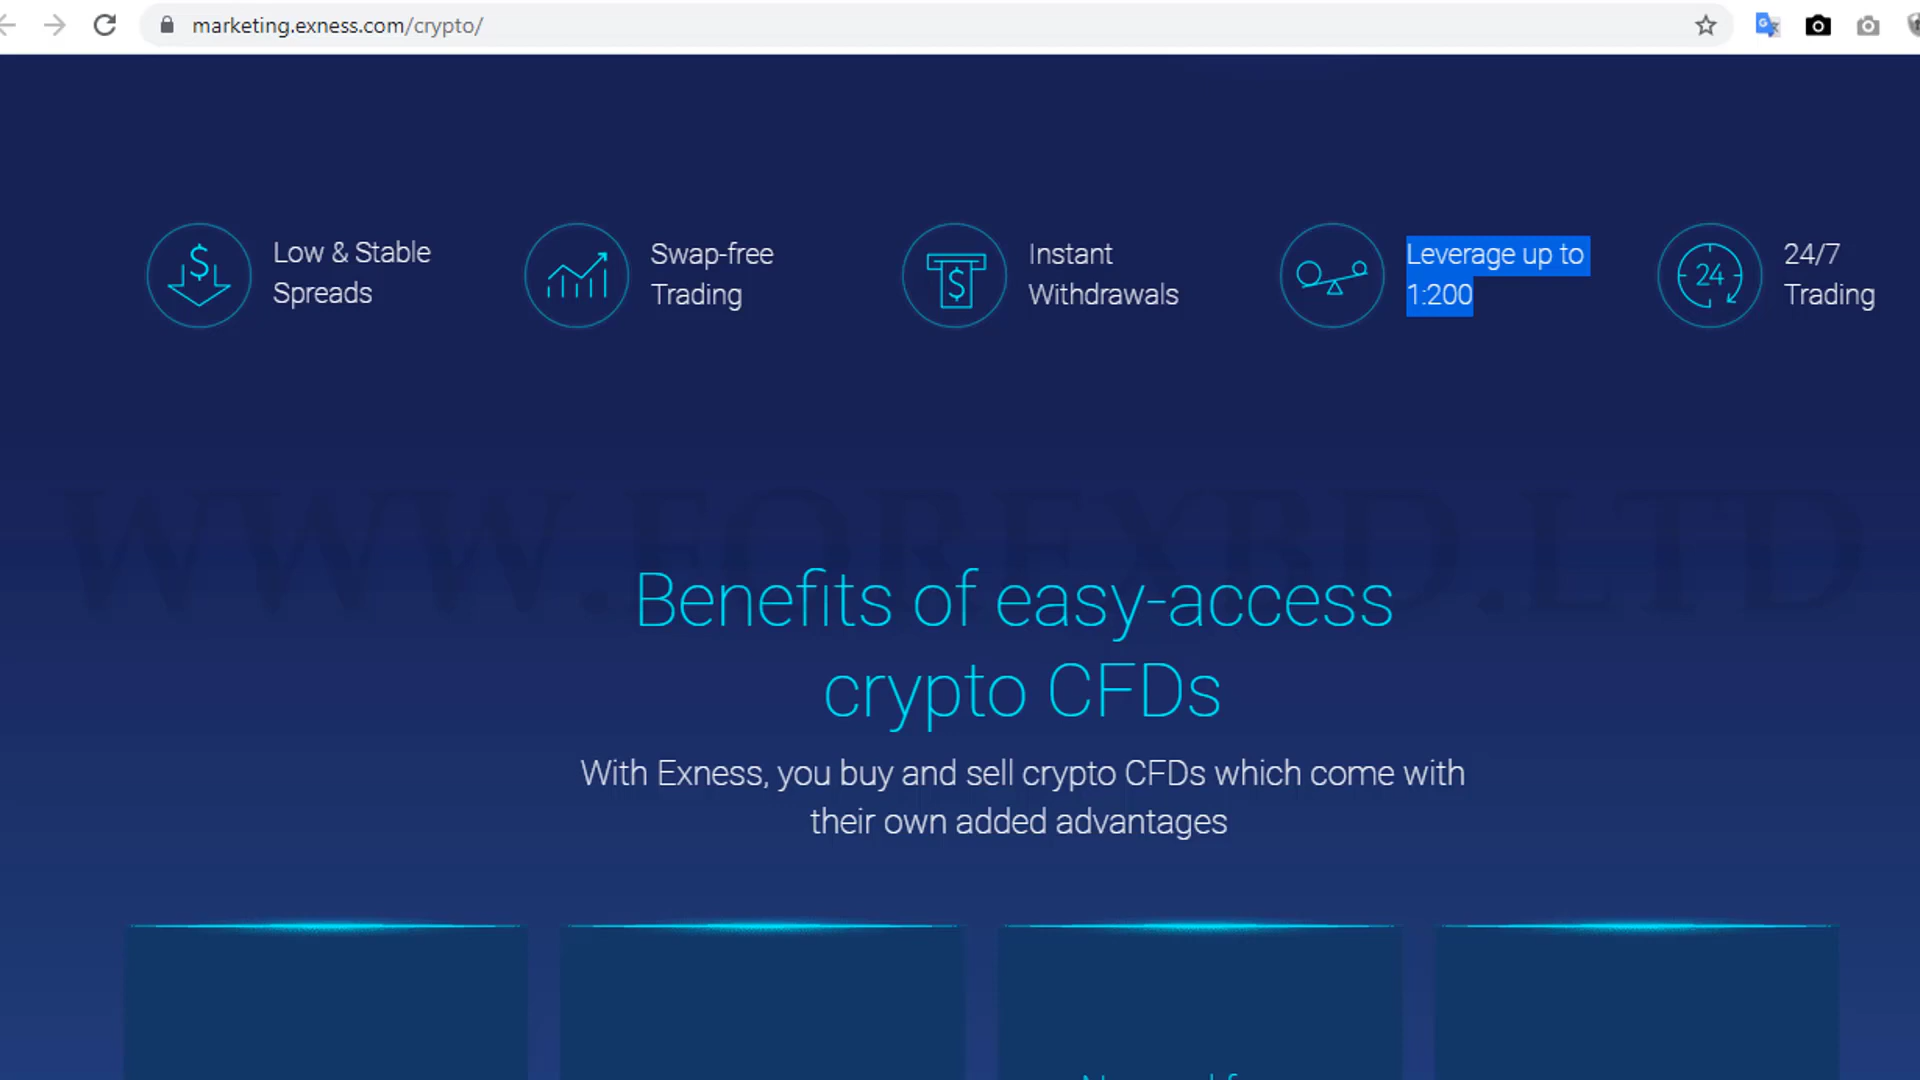 marketing.exness.com/crypto/
Low & Stable
Spreads
Swap-free
Trading
Instant
Withdrawals
Leverage up to
1:200
24
24/7
Trading
WWW.FOREXBD.LTD
Benefits of easy-access
crypto CFDs
With Exness, you buy and sell crypto CFDs which come with
their own added advantages